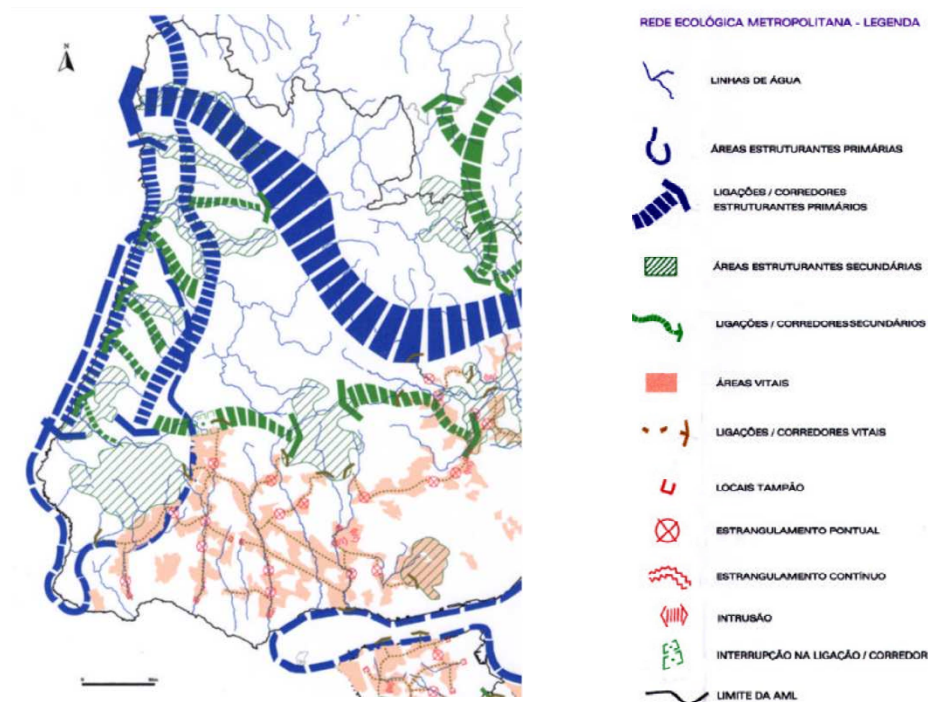 N
REDE ECOLÓGICA METROPOLITANA - LEGENDA
LINHAS DE ÁGUA
ÁREAS ESTRUTURANTES PRIMÁRIAS
LIGAÇÕES / CORREDORES
ESTRUTURANTES PRIMÁRIOS
ÁREAS ESTRUTURANTES SECUNDÁRIAS
LIGAÇÕES / CORREDORES SECUNDÁRIOS
ÁREAS VITAIS
LIGAÇÕES / CORREDORES VITAIS
LOCAIS TAMPÃO
ESTRANGULAMENTO PONTUAL
ESTRANGULAMENTO CONTÍNUO
INTRUSÃO
INTERRUPÇÃO NA LIGAÇÃO / CORREDOR
LIMITE DA AML